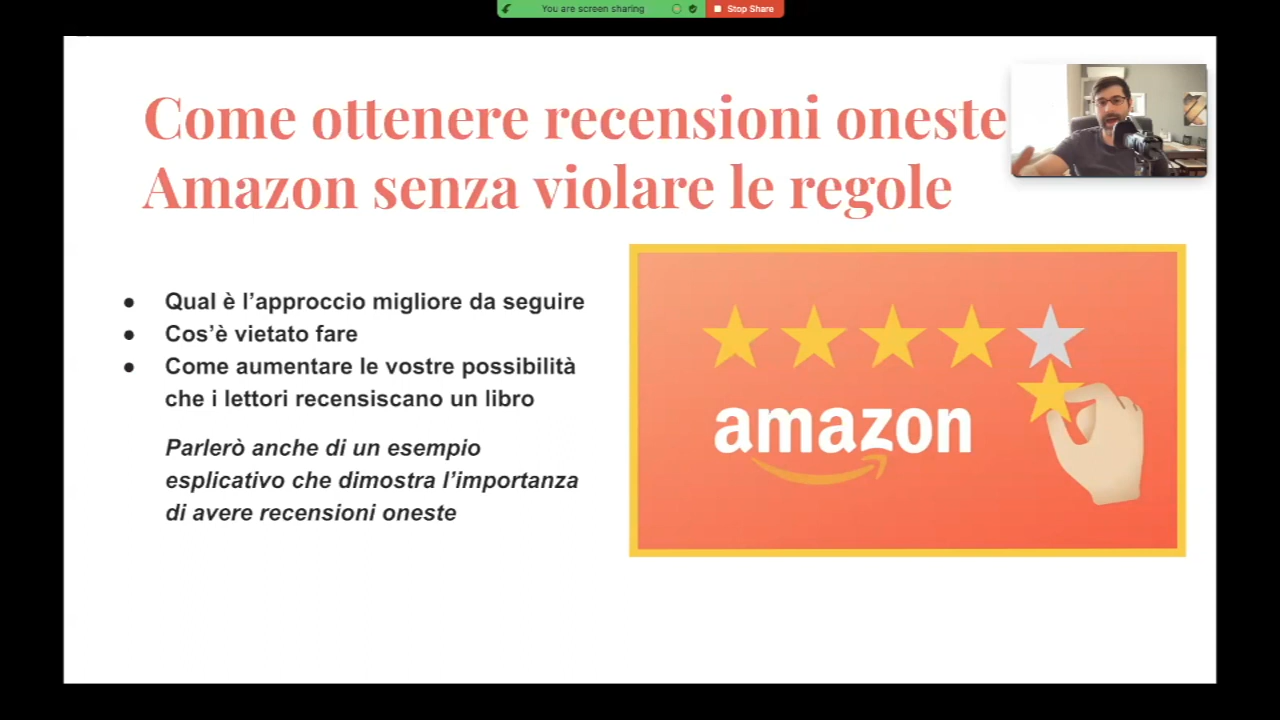 You are screen sharing
Stop Share
Come ottenere recensioni oneste
Amazon senza violare le regole
● Qual è l’approccio migliore da seguire
● Cos’è vietato fare
● Come aumentare le vostre possibilità
che i lettori recensiscano un libro
Parlerò anche di un esempio
esplicativo che dimostra l’importanza
di avere recensioni oneste
amazon